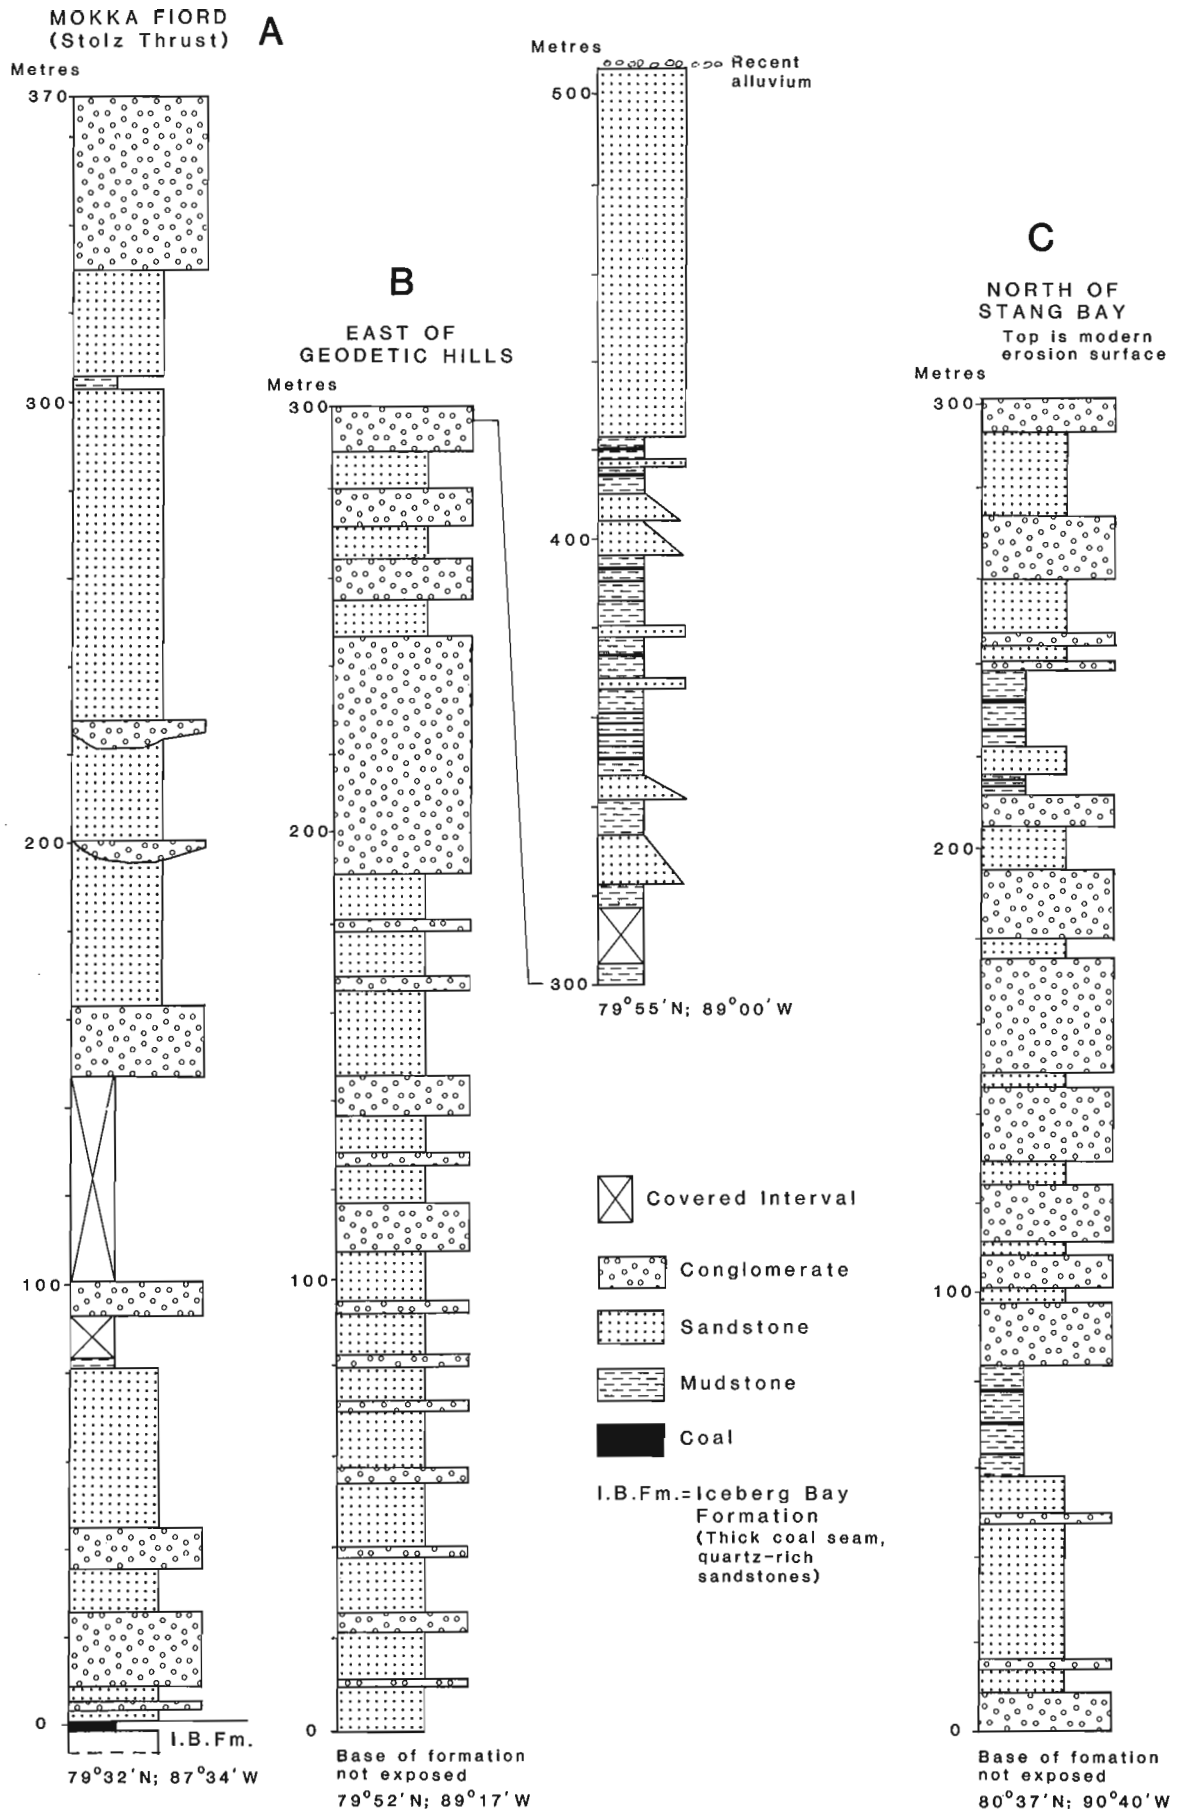 MOKKA FIORD
(Stolz Thrust)
A
Metres
370
300
200
100
0
I.B.Fm.
79°32'N; 87°34'W
B
EAST OF
GEODETIC HILLS
Metres
300
200
100
0
Base of formation
not exposed
79°52'N; 89°17'W
Metres
Recent
alluvium
500
400
300
79°55'N; 89°00'W
Covered Interval
Conglomerate
Sandstone
Mudstone
Coal
I.B.Fm.=Iceberg Bay
Formation
(Thick coal seam,
quartz-rich
sandstones)
C
NORTH OF
STANG BAY
Top is modern
erosion surface
Metres
300
200
100
0
Base of fomation
not exposed
80°37'N; 90°40'W